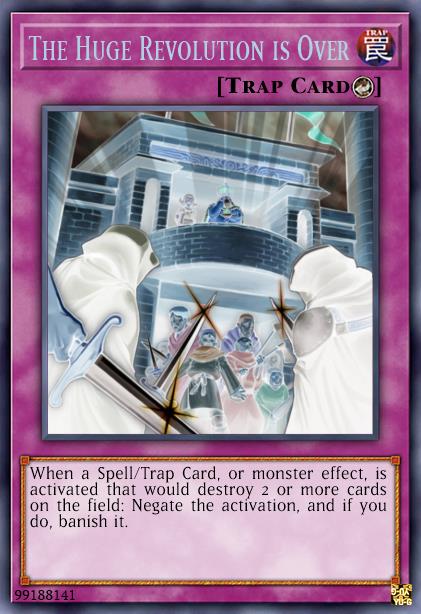 The Huge Revolution is Over
TRAP
罠
[Trap Card]
When a Spell/Trap Card, or monster effect, is
activated that would destroy 2 or more cards
on the field: Negate the activation, and if you
do, banish it.
99188141